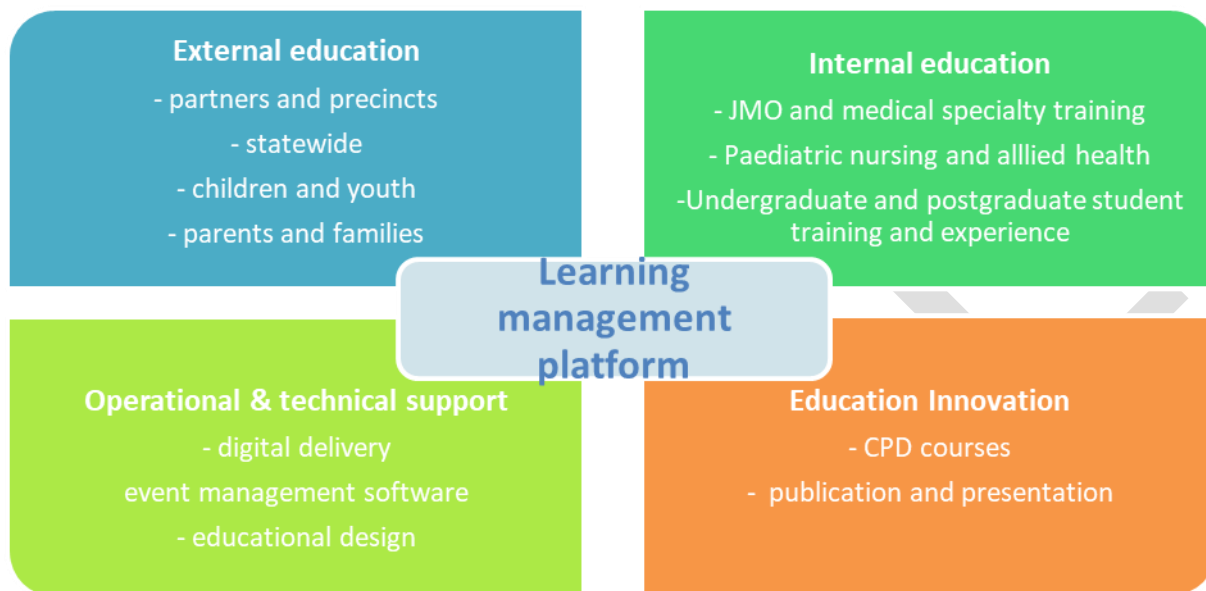 External education
- partners and precincts
- statewide
- children and youth
- parents and families
Internal education
- JMO and medical specialty training
- Paediatric nursing and alllied health
-Undergraduate and postgraduate student
training and experience
Learning
management
platform
Operational & technical support
- digital delivery
event management software
- educational design
Education Innovation
- CPD courses
- publication and presentation